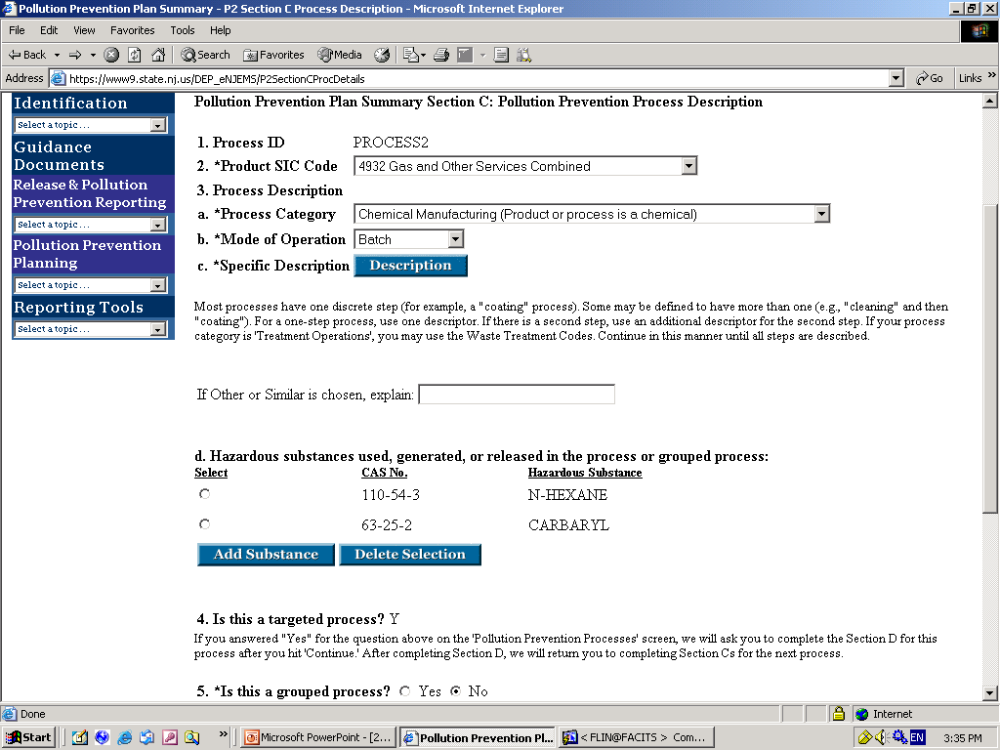 Pollution Prevention Plan Summary - P2 Section C Process Description - Microsoft Internet Explorer
File Edit View Favorites Tools Help
Back Search Favorites Media
Address https://www9.state.nj.us/DEP_eNJEMS/P2SectionCProcDetails Go Links »
Identification
Select a topic...
Guidance
Documents
Release & Pollution
Prevention Reporting
Select a topic...
Pollution Prevention
Planning
Select a topic...
Reporting Tools
Select a topic...
Pollution Prevention Plan Summary Section C: Pollution Prevention Process Description
1. Process ID PROCESS2
2. *Product SIC Code 4932 Gas and Other Services Combined
3. Process Description
a. *Process Category Chemical Manufacturing (Product or process is a chemical)
b. *Mode of Operation Batch
c. *Specific Description Description
Most processes have one discrete step (for example, a "coating" process). Some may be defined to have more than one (e.g., "cleaning" and then
"coating"). For a one-step process, use one descriptor. If there is a second step, use an additional descriptor for the second step. If your process
category is 'Treatment Operations', you may use the Waste Treatment Codes. Continue in this manner until all steps are described.
If Other or Similar is chosen, explain:
d. Hazardous substances used, generated, or released in the process or grouped process:
Select CAS No. Hazardous Substance
110-54-3 N-HEXANE
63-25-2 CARBARYL
Add Substance Delete Selection
4. Is this a targeted process? Y
If you answered "Yes" for the question above on the 'Pollution Prevention Processes' screen, we will ask you to complete the Section D for this
process after you hit 'Continue.' After completing Section D, we will return you to completing Section Cs for the next process.
5. *Is this a grouped process? Yes No
Done Internet
Start » Microsoft PowerPoint - [2... Pollution Prevention Pl... < FLIN@FACITS > Com... EN 3:35 PM